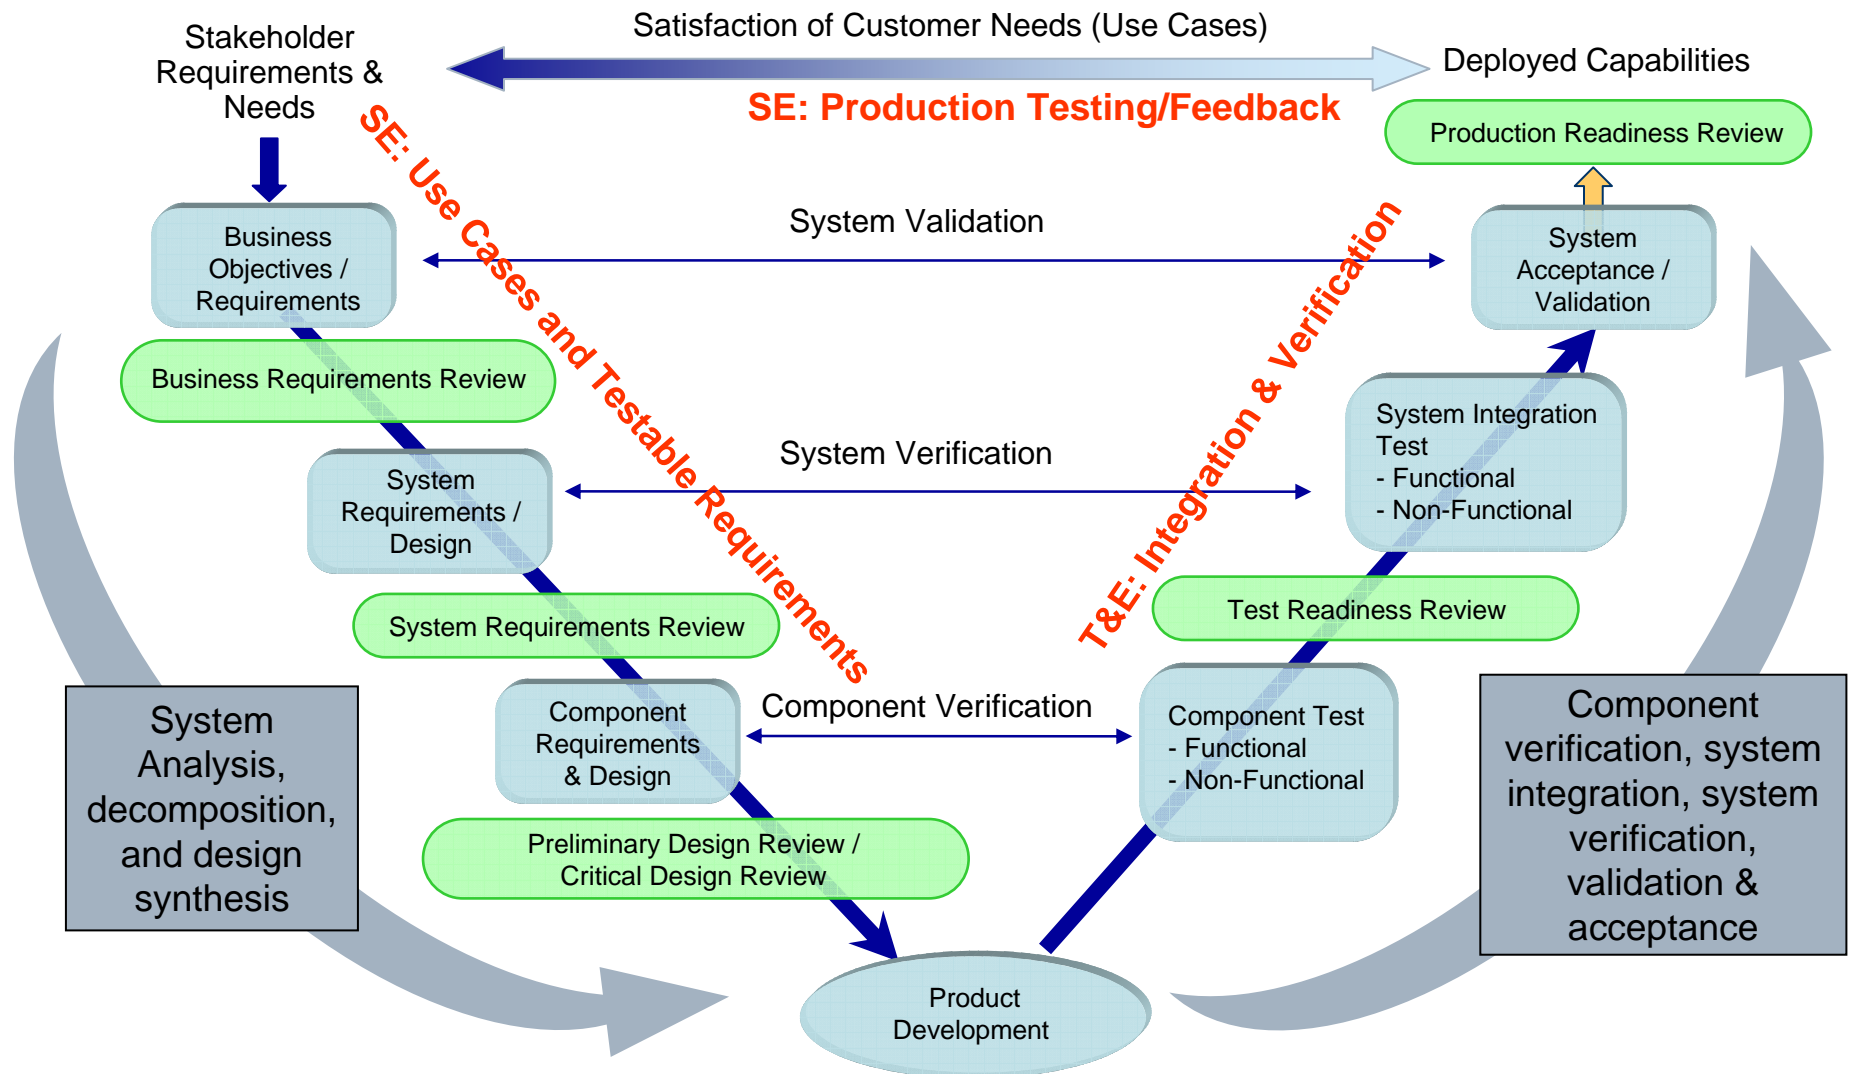 Stakeholder
Requirements &
Needs
Satisfaction of Customer Needs (Use Cases)
SE: Production Testing/Feedback
Deployed Capabilities
Production Readiness Review
SE: Use Cases and Testable Requirements
T&E: Integration & Verification
Business
Objectives /
Requirements
System Validation
System
Acceptance /
Validation
Business Requirements Review
System
Requirements /
Design
System Verification
System Integration
Test
- Functional
- Non-Functional
System Requirements Review
Test Readiness Review
Component
Requirements
& Design
Component Verification
Component Test
- Functional
- Non-Functional
Preliminary Design Review /
Critical Design Review
System
Analysis,
decomposition,
and design
synthesis
Component
verification, system
integration, system
verification,
validation &
acceptance
Product
Development